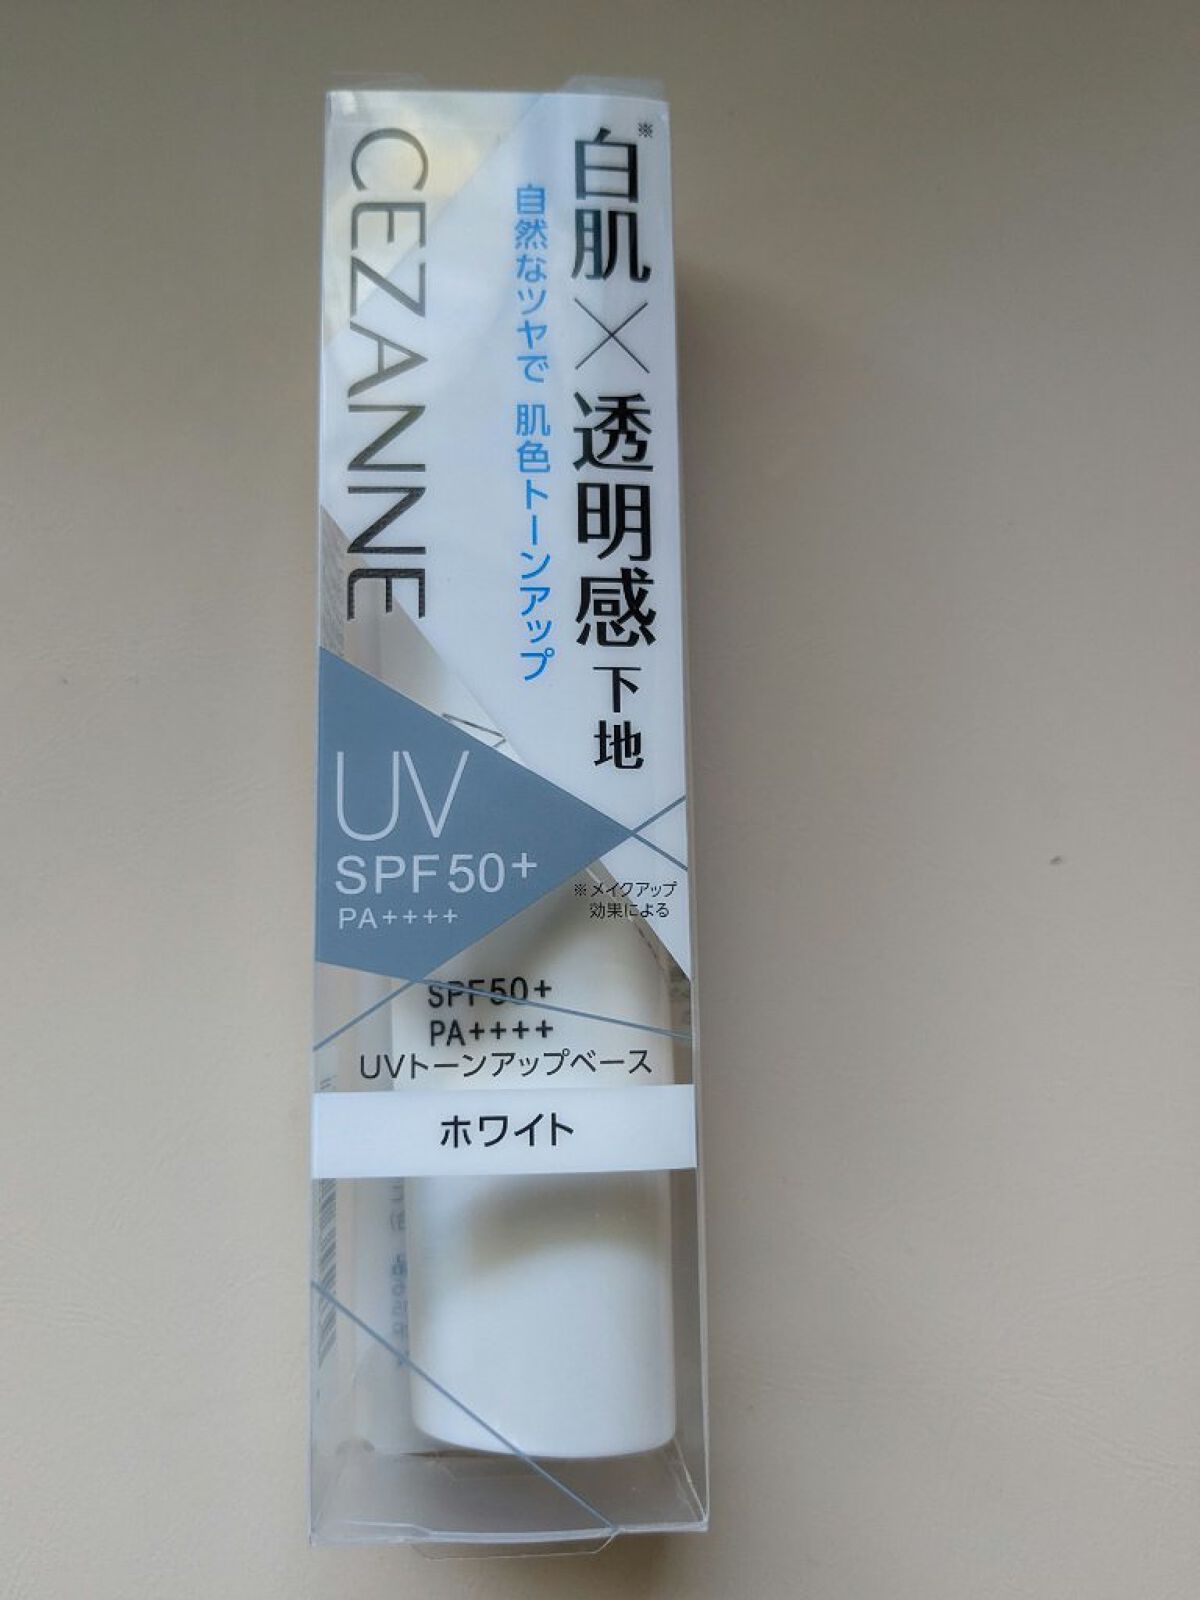 ※
白肌×透明感下地
自然なツヤで 肌色トーンアップ
CEZANNE
UV
SPF50+
PA++++
※メイクアップ
効果による
SPF50+
PA++++
UVトーンアップベース
ホワイト